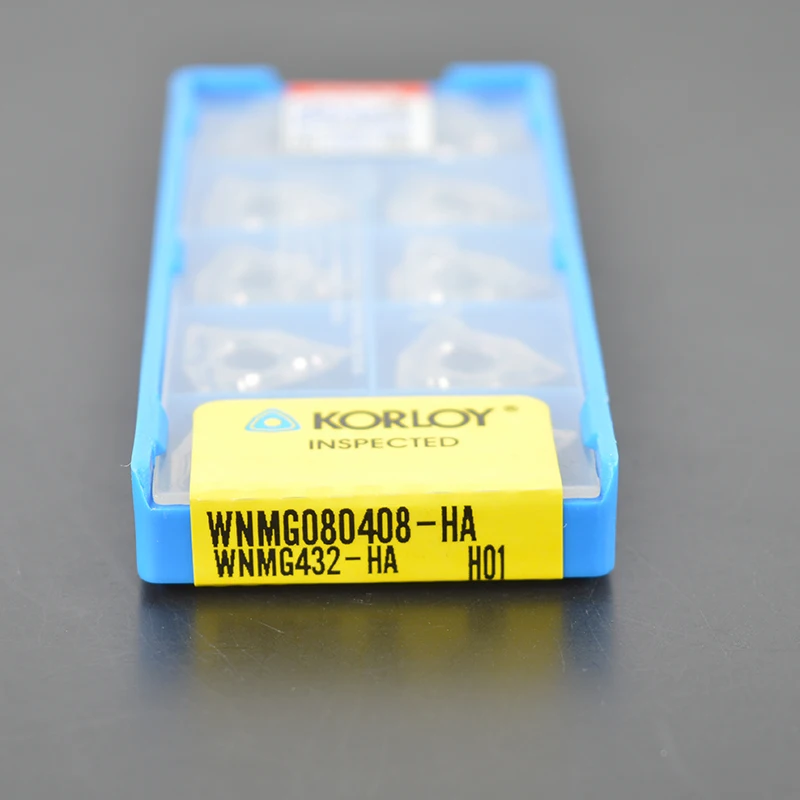 KORLOY®
INSPECTED
WNMG080408-HA
WNMG432-HA H01